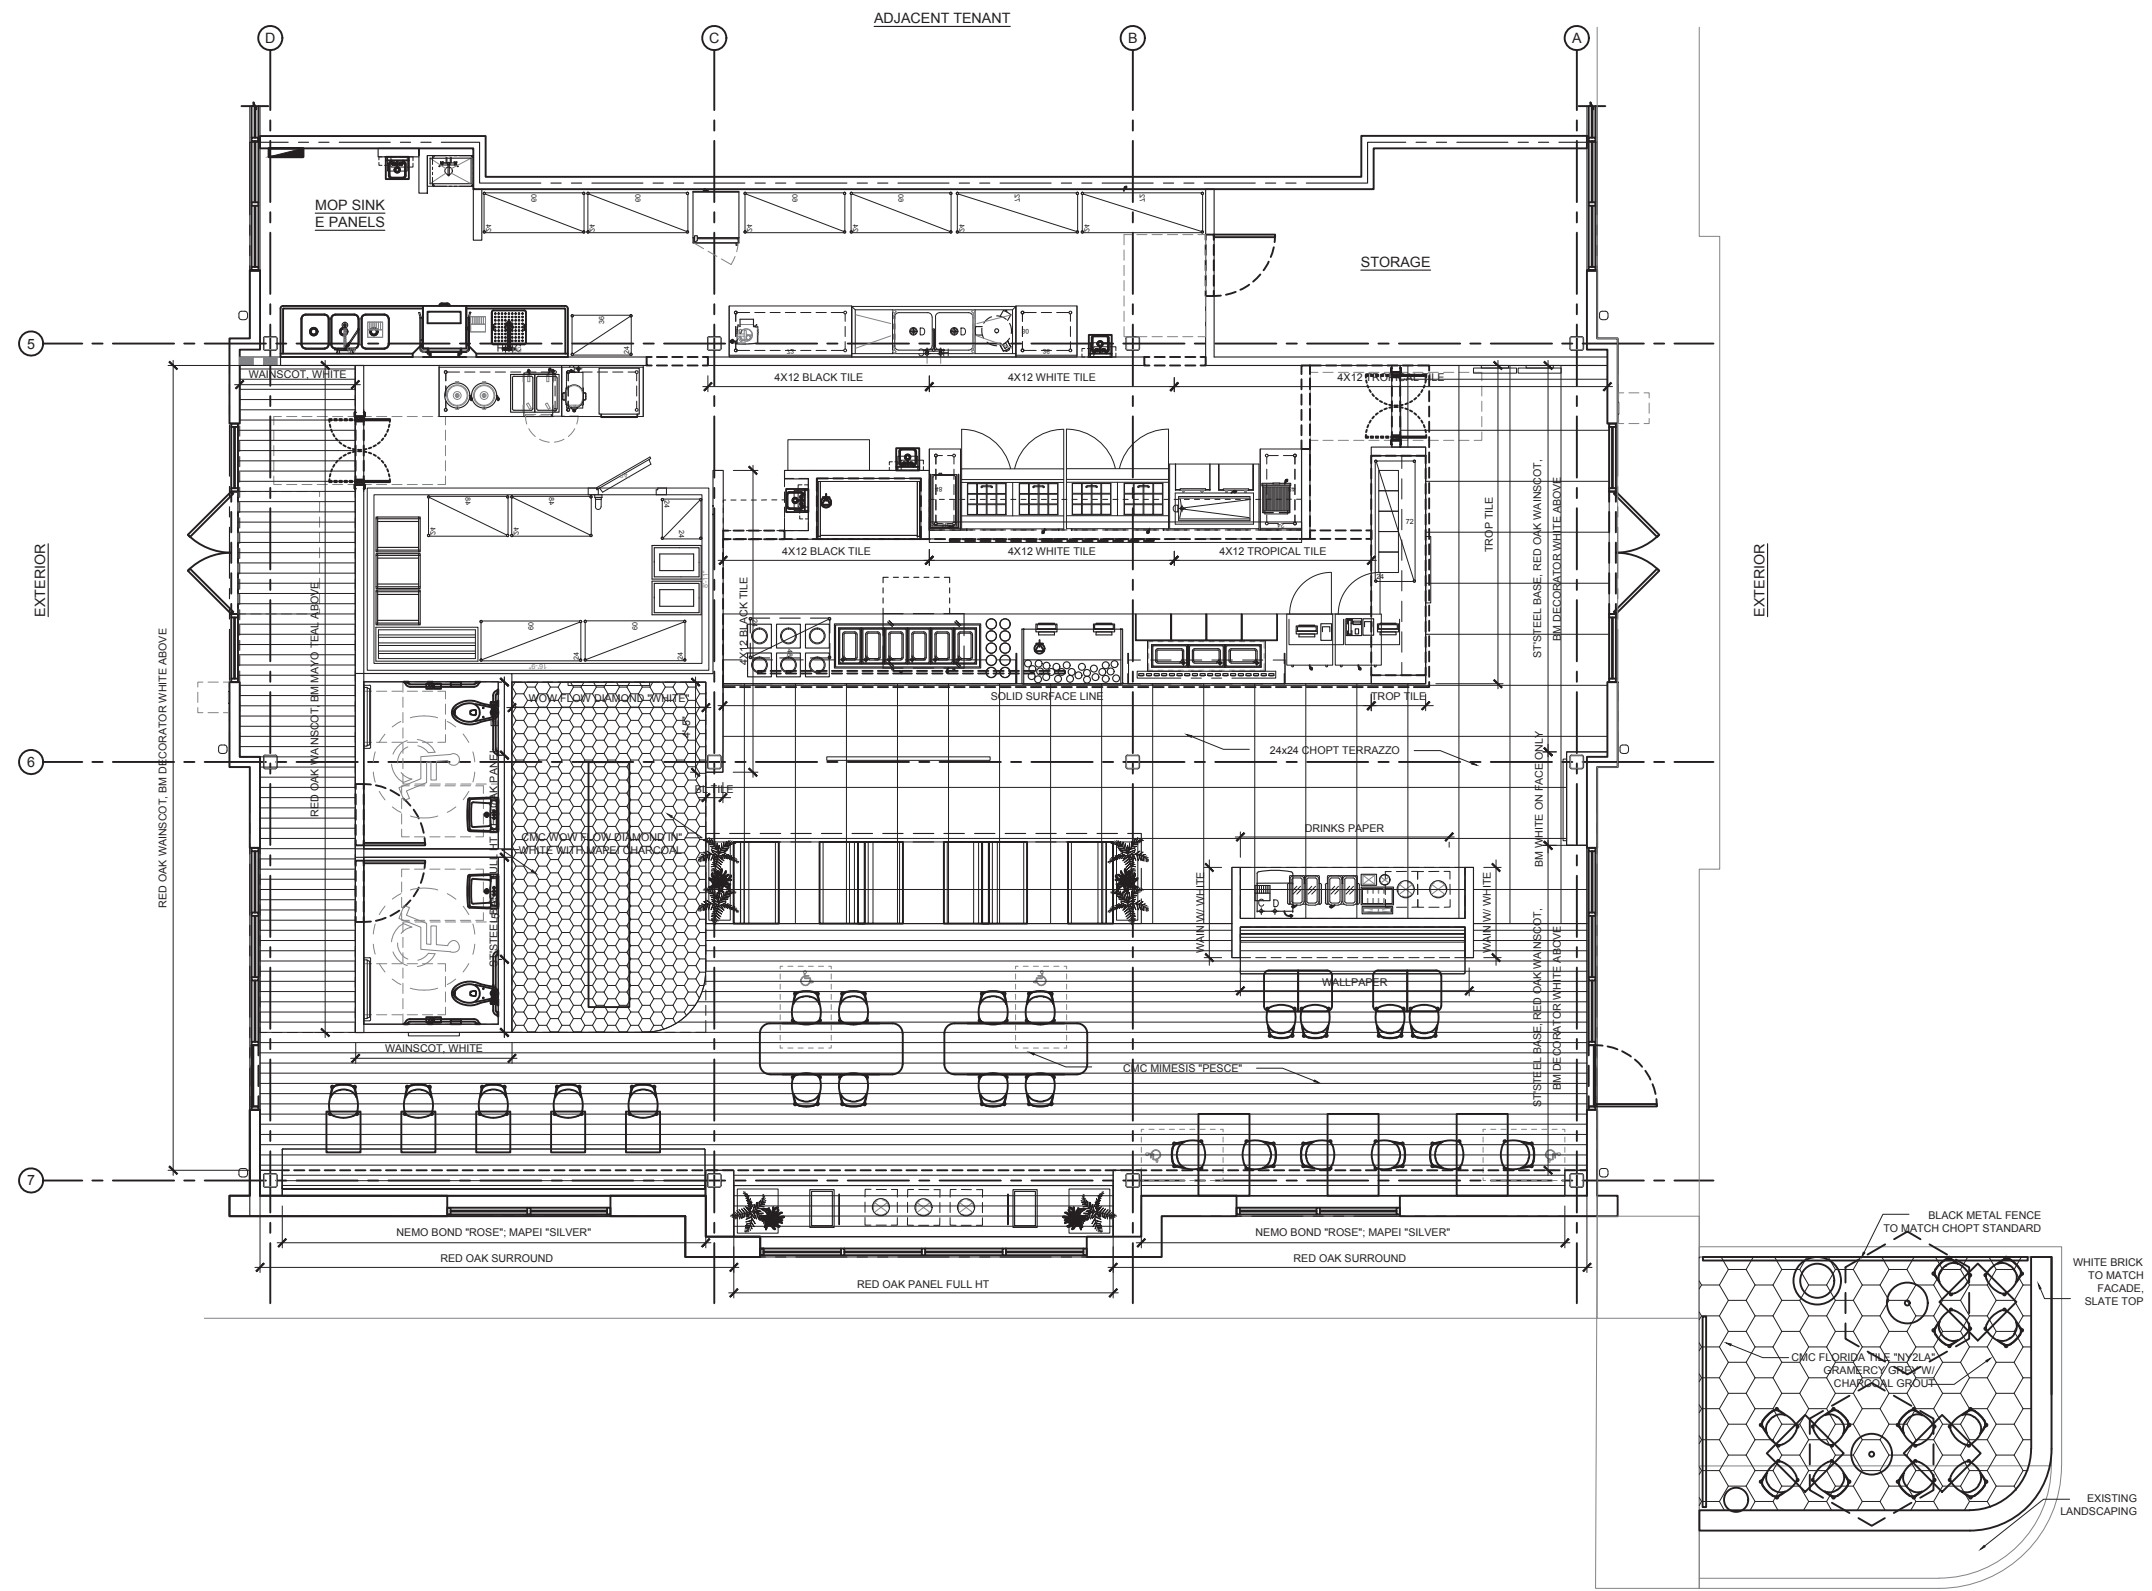 ADJACENT TENANT
D
C
B
A
MOP SINK
E PANELS
STORAGE
5
WAINSCOT, WHITE
4X12 BLACK TILE
4X12 WHITE TILE
4X12 TROPICAL TILE
EXTERIOR
RED OAK WAINSCOT, BM DECORATOR WHITE ABOVE
RED OAK WAINSCOT, BM MAYO TEAL ABOVE
4X12 BLACK TILE
4X12 BLACK TILE
4X12 WHITE TILE
4X12 TROPICAL TILE
TROP TILE
ST'STEEL BASE, RED OAK WAINSCOT,
BM DECORATOR WHITE ABOVE
EXTERIOR
72
24
WOW FLOW DIAMOND "WHITE"
SOLID SURFACE LINE
TROP TILE
24x24 CHOPT TERRAZZO
6
BL TILE
BM WHITE ON FACE ONLY
CMC WOW FLOW DIAMOND IN"
WHITE WITH MAPEI CHARCOAL
DRINKS PAPER
WAIN W/ WHITE
WAIN W/ WHITE
C D
WALLPAPER
ST'STEEL BASE, RED OAK WAINSCOT,
BM DECORATOR WHITE ABOVE
WAINSCOT, WHITE
CMC MIMESIS "PESCE"
7
NEMO BOND "ROSE"; MAPEI "SILVER"
NEMO BOND "ROSE"; MAPEI "SILVER"
RED OAK SURROUND
RED OAK SURROUND
RED OAK PANEL FULL HT
BLACK METAL FENCE
TO MATCH CHOPT STANDARD
WHITE BRICK
TO MATCH
FACADE,
SLATE TOP
CMC FLORIDA TILE "NY2LA"
GRAMERCY GREY W/
CHARCOAL GROUT
EXISTING
LANDSCAPING